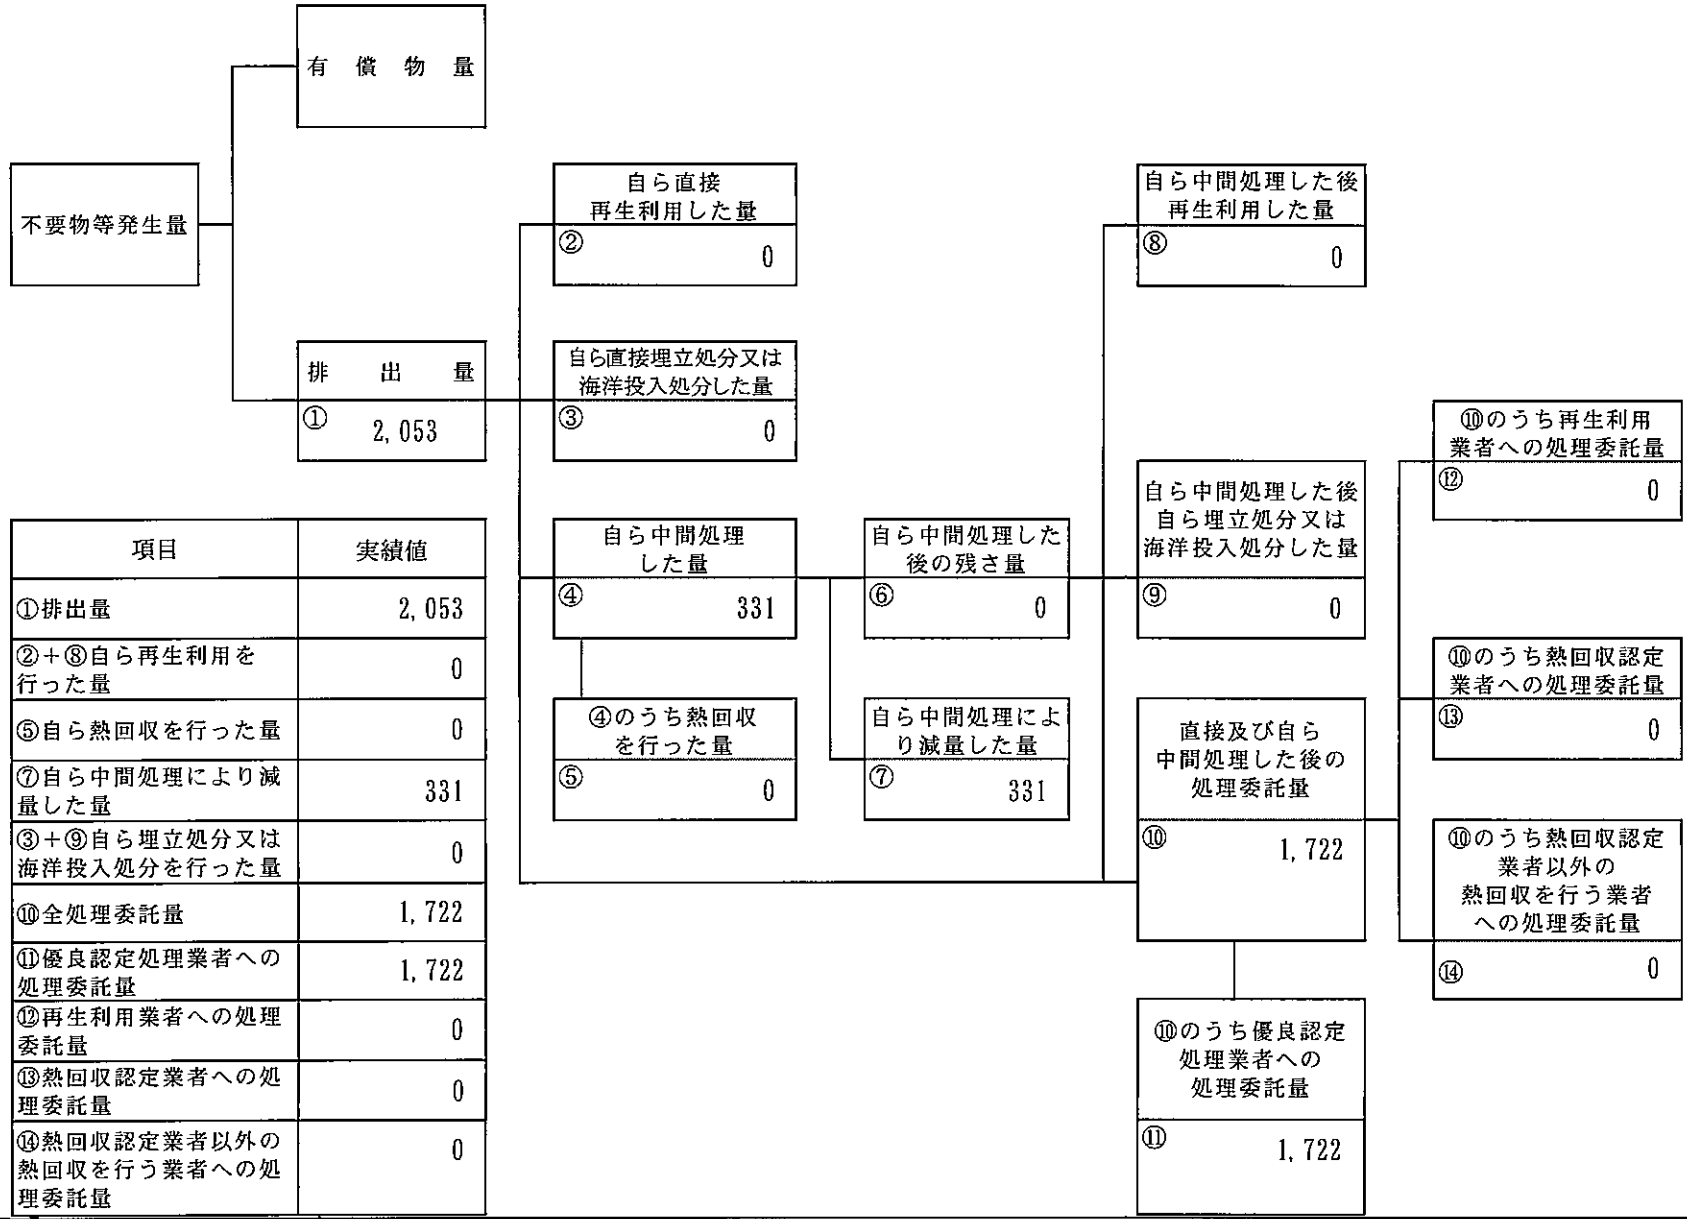 有償物量
不要物等発生量
排出量
① 2,053
自ら直接
再生利用した量
② 0
自ら直接埋立処分又は
海洋投入処分した量
③ 0
自ら中間処理
した量
④ 331
④のうち熱回収
を行った量
⑤ 0
自ら中間処理した
後の残さ量
⑥ 0
自ら中間処理によ
り減量した量
⑦ 331
自ら中間処理した後
再生利用した量
⑧ 0
自ら中間処理した後
自ら埋立処分又は
海洋投入処分した量
⑨ 0
直接及び自ら
中間処理した後の
処理委託量
⑩ 1,722
⑩のうち優良認定
処理業者への
処理委託量
⑪ 1,722
⑩のうち再生利用
業者への処理委託量
⑫ 0
⑩のうち熱回収認定
業者への処理委託量
⑬ 0
⑩のうち熱回収認定
業者以外の
熱回収を行う業者
への処理委託量
⑭ 0
項目 実績値
①排出量 2,053
②+⑧自ら再生利用を
行った量 0
⑤自ら熱回収を行った量 0
⑦自ら中間処理により減
量した量 331
③+⑨自ら埋立処分又は
海洋投入処分を行った量 0
⑩全処理委託量 1,722
⑪優良認定処理業者への
処理委託量 1,722
⑫再生利用業者への処理
委託量 0
⑬熱回収認定業者への処
理委託量 0
⑭熱回収認定業者以外の
熱回収を行う業者への処
理委託量 0